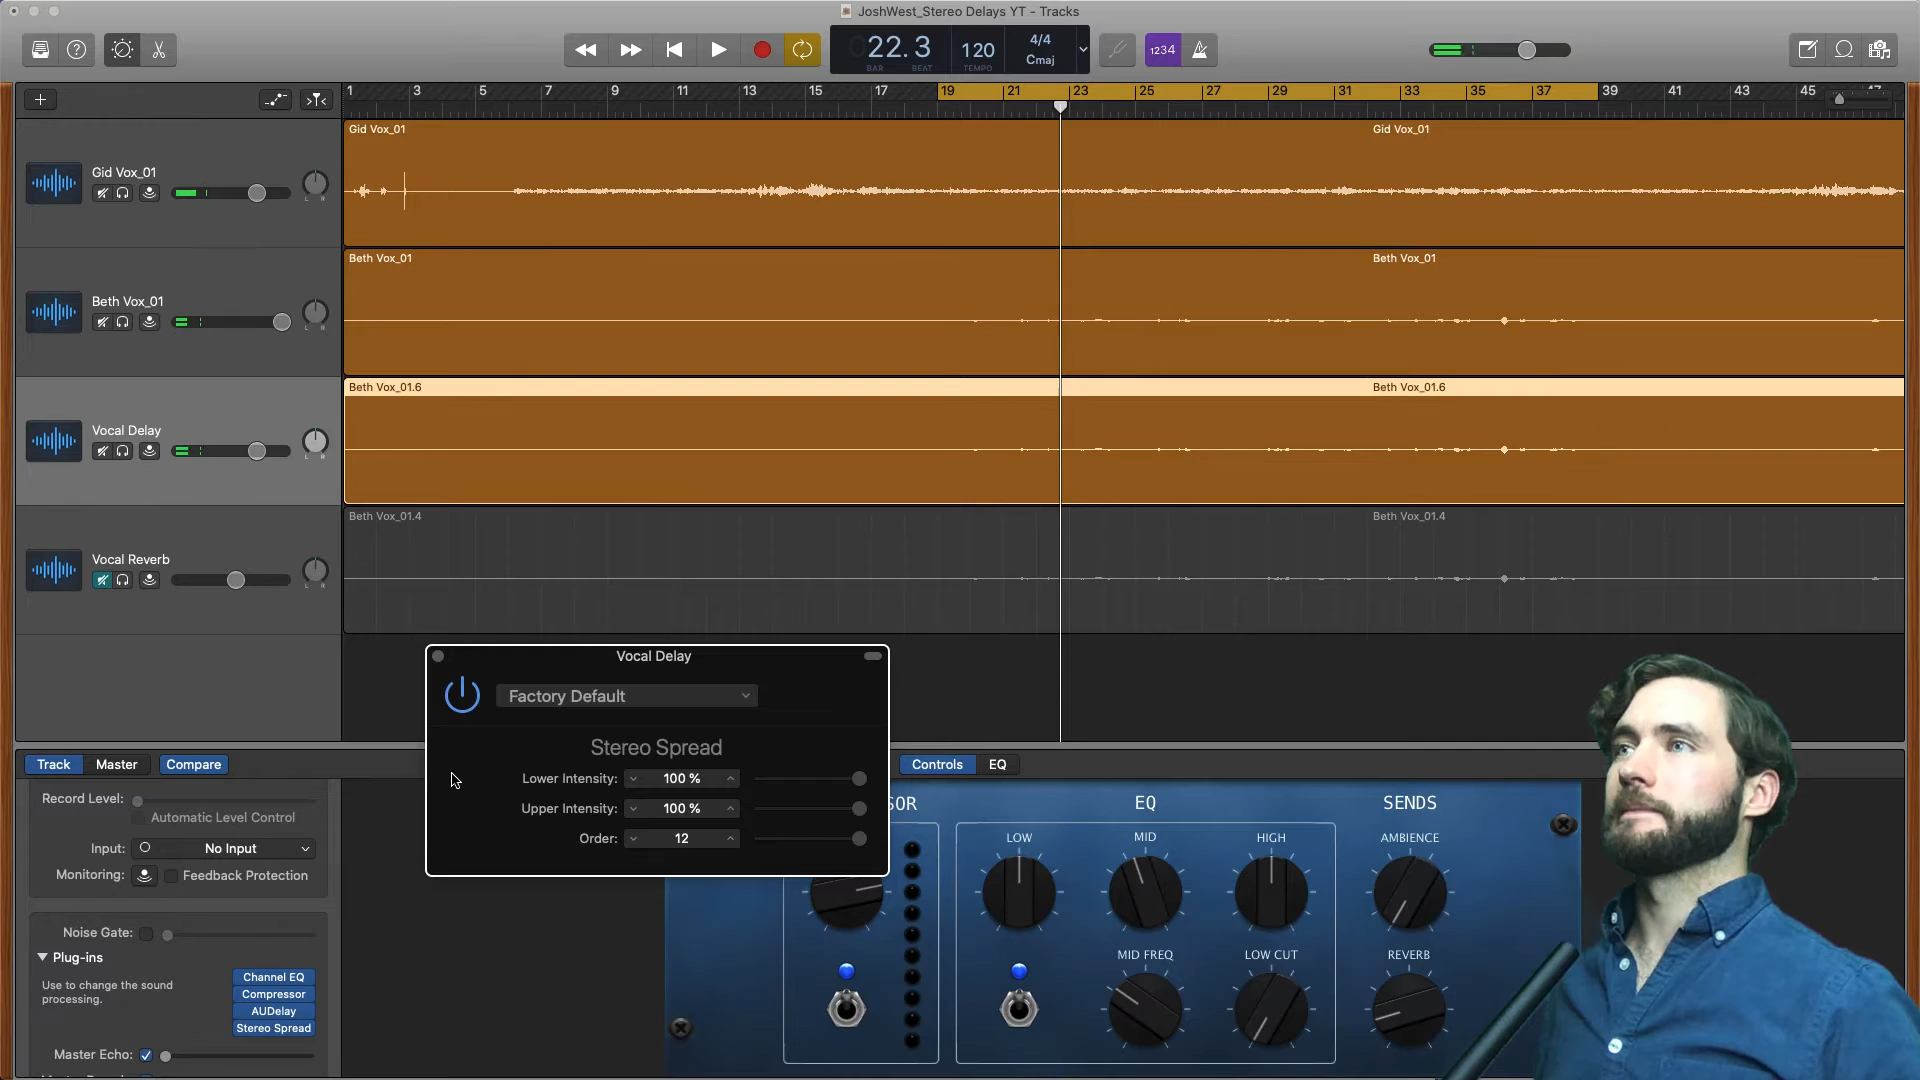 JoshWest_Stereo Delays YT - Tracks
22. 3
BAR BEAT
120
TEMPO
4/4
Cmaj
1234
1 3 5 7 9 11 13 15 17 19 21 23 25 27 29 31 33 35 37 39 41 43 45 47
Gid Vox_01
L R
Gid Vox_01 Gid Vox_01
Beth Vox_01
L R
Beth Vox_01 Beth Vox_01
Vocal Delay
L R
Beth Vox_01.6 Beth Vox_01.6
Vocal Reverb
L R
Beth Vox_01.4 Beth Vox_01.4
Vocal Delay
Factory Default
Stereo Spread
Lower Intensity: 100 %
Upper Intensity: 100 %
Order: 12
Track Master Compare
Controls EQ
Record Level:
Automatic Level Control
Input: No Input
Monitoring: Feedback Protection
Noise Gate:
Plug-ins
Use to change the sound
processing.
Channel EQ
Compressor
AUDelay
Stereo Spread
Master Echo:
SOR
EQ
LOW MID HIGH
MID FREQ LOW CUT
SENDS
AMBIENCE
REVERB